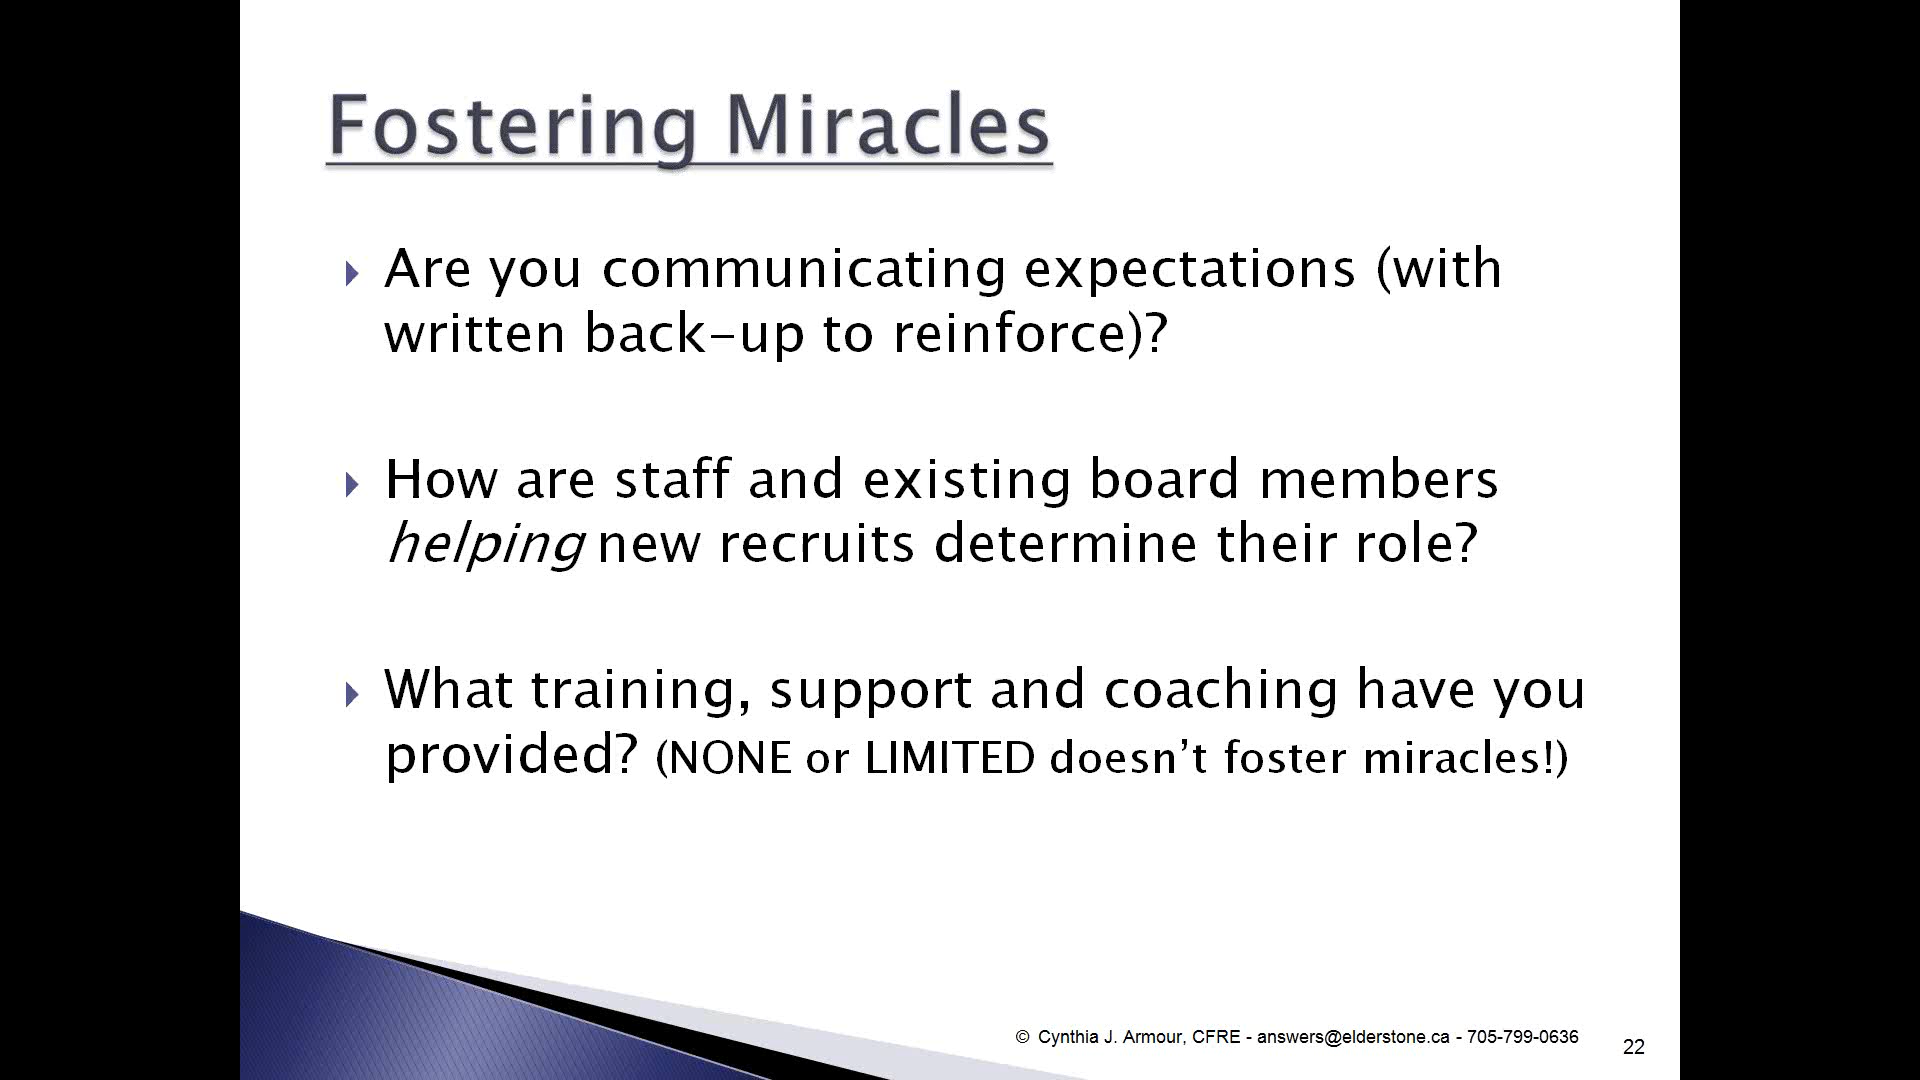 Fostering Miracles
Are you communicating expectations (with
written back-up to reinforce)?
How are staff and existing board members
helping new recruits determine their role?
What training, support and coaching have you
provided? (NONE or LIMITED doesn’t foster miracles!)
© Cynthia J. Armour, CFRE - answers@elderstone.ca - 705-799-0636
22